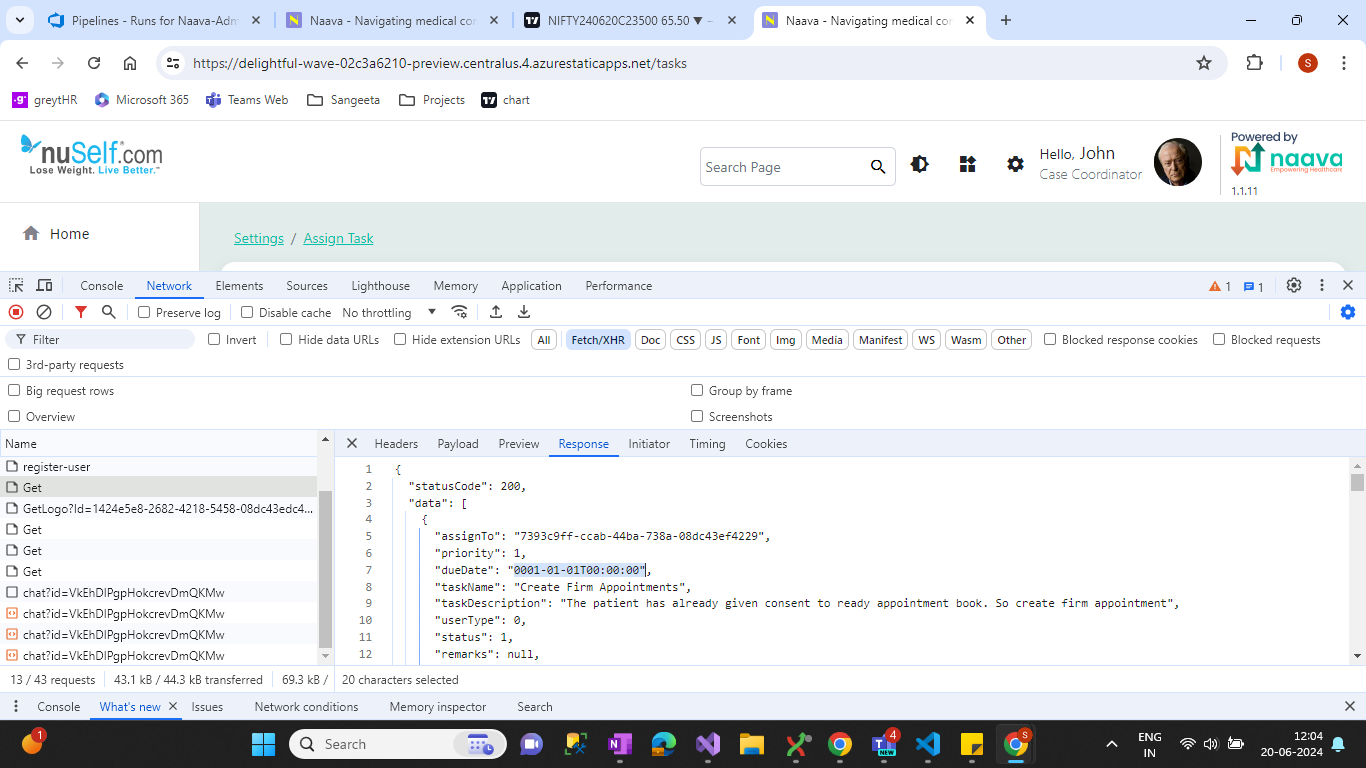 Pipelines - Runs for Naava-Adm
Naava - Navigating medical con
NIFTY240620C23500 65.50 ▼ –
Naava - Navigating medical con
https://delightful-wave-02c3a6210-preview.centralus.4.azurestaticapps.net/tasks
S
greytHR
Microsoft 365
Teams Web
Sangeeta
Projects
chart
nuSelf.com
Lose Weight. Live Better.™
Search Page
Hello, John
Case Coordinator
Powered by
naava
Empowering Healthcare
1.1.11
Home
Settings / Assign Task
Console Network Elements Sources Lighthouse Memory Application Performance 1 1
Preserve log Disable cache No throttling
Filter Invert Hide data URLs Hide extension URLs All Fetch/XHR Doc CSS JS Font Img Media Manifest WS Wasm Other Blocked response cookies Blocked requests
3rd-party requests
Big request rows Group by frame
Overview Screenshots
Name
register-user
Get
GetLogo?Id=1424e5e8-2682-4218-5458-08dc43edc4...
Get
Get
Get
chat?id=VkEhDIPgpHokcrevDmQKMw
chat?id=VkEhDIPgpHokcrevDmQKMw
chat?id=VkEhDIPgpHokcrevDmQKMw
chat?id=VkEhDIPgpHokcrevDmQKMw
Headers Payload Preview Response Initiator Timing Cookies
1 {
2 "statusCode": 200,
3 "data": [
4 {
5 "assignTo": "7393c9ff-ccab-44ba-738a-08dc43ef4229",
6 "priority": 1,
7 "dueDate": "0001-01-01T00:00:00",
8 "taskName": "Create Firm Appointments",
9 "taskDescription": "The patient has already given consent to ready appointment book. So create firm appointment",
10 "userType": 0,
11 "status": 1,
12 "remarks": null,
13 / 43 requests 43.1 kB / 44.3 kB transferred 69.3 kB / 20 characters selected
Console What's new Issues Network conditions Memory inspector Search
1
Search
4
S
ENG
IN
12:04
20-06-2024